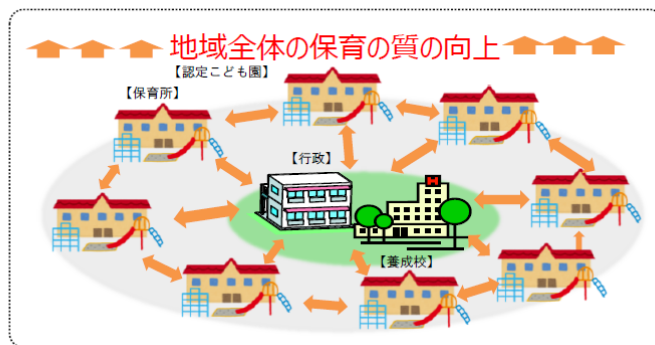 地域全体の保育の質の向上
【認定こども園】
【保育所】
【行政】
【養成校】